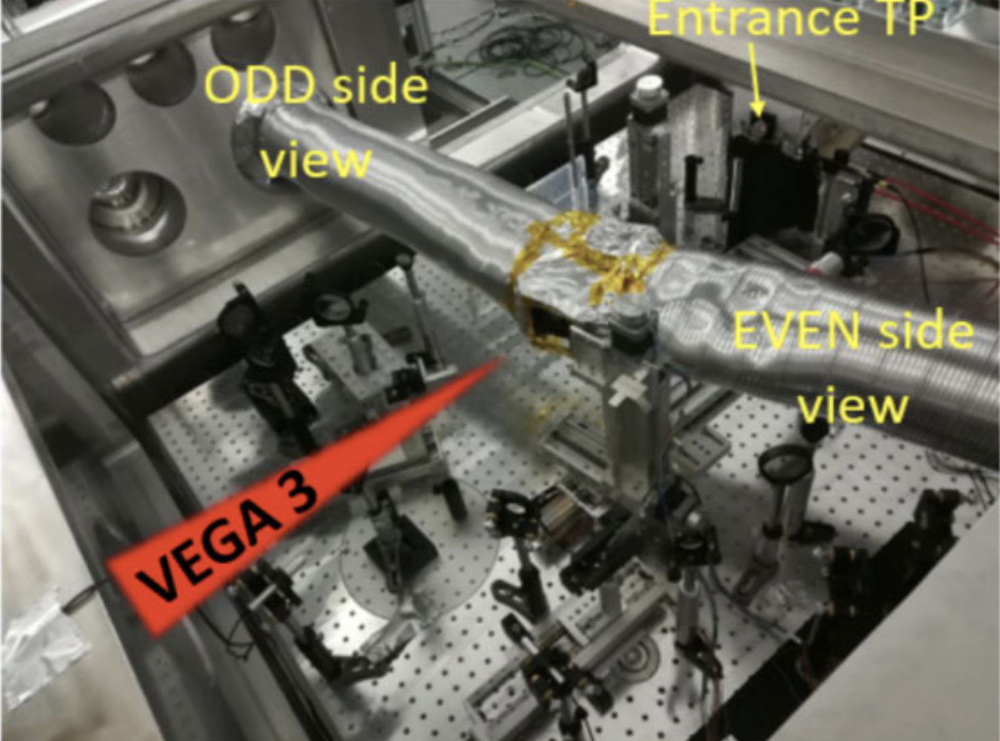 Entrance TP
ODD side
view
EVEN side
view
VEGA 3